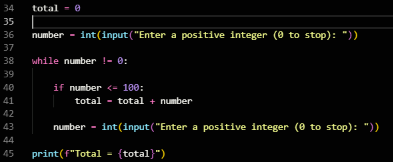 34 total = 0
35
36 number = int(input("Enter a positive integer (0 to stop): "))
37
38 while number != 0:
39
40     if number <= 100:
41         total = total + number
42
43     number = int(input("Enter a positive integer (0 to stop): "))
44
45 print(f"Total = {total}")